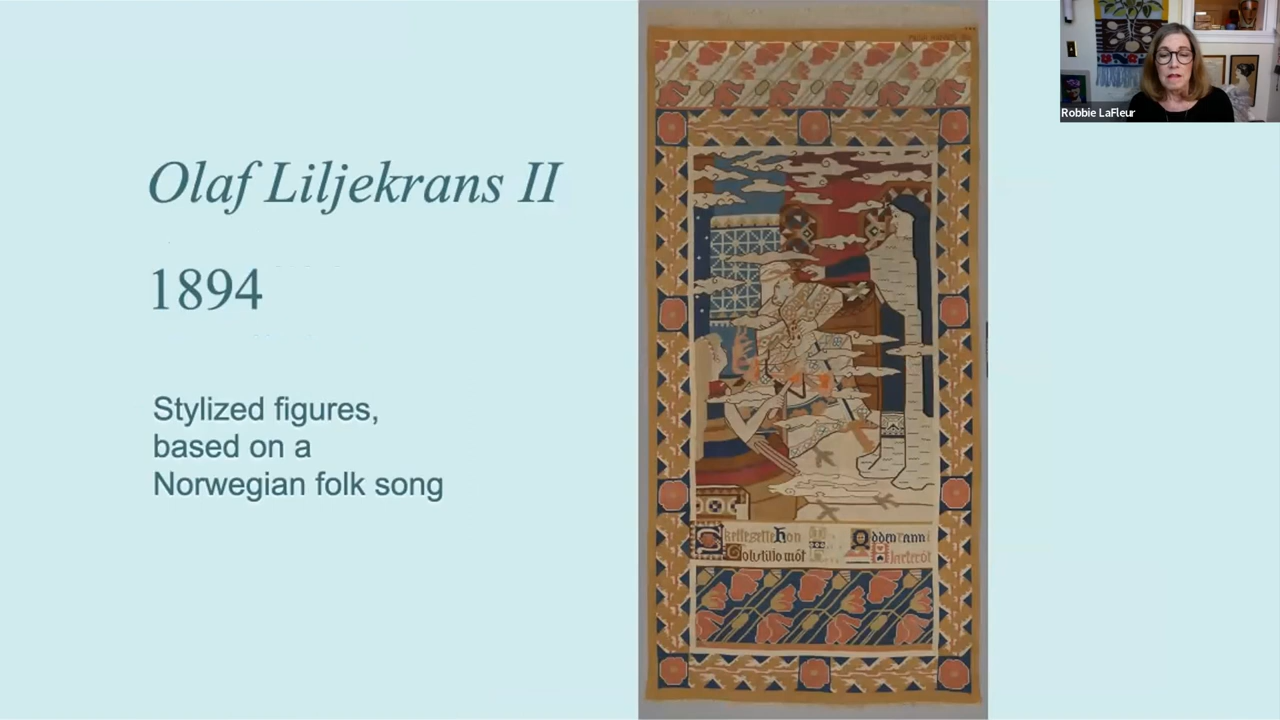 Olaf Liljekrans II
1894
Stylized figures,
based on a
Norwegian folk song
Robbie LaFleur